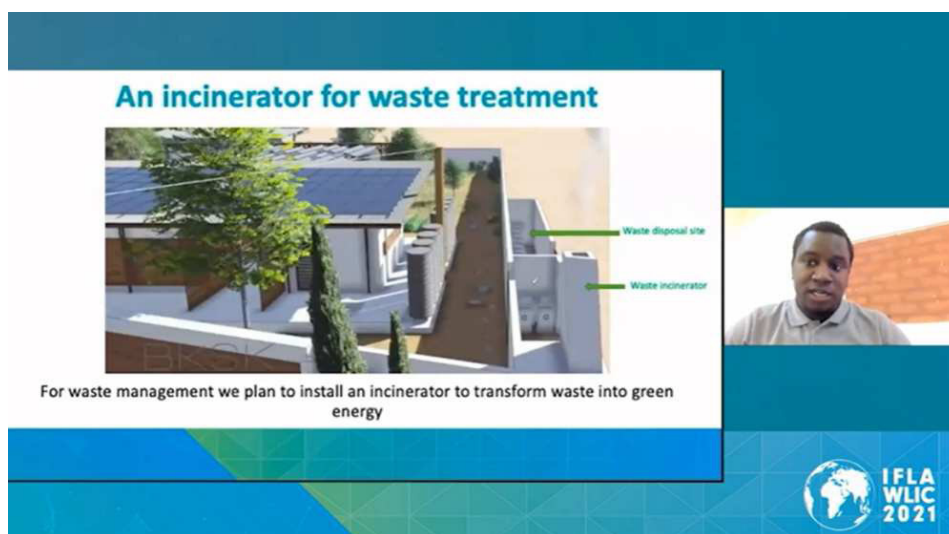 An incinerator for waste treatment
Waste disposal site
Waste incinerator
BKSK
For waste management we plan to install an incinerator to transform waste into green
energy
IFLA
WLIC
2021